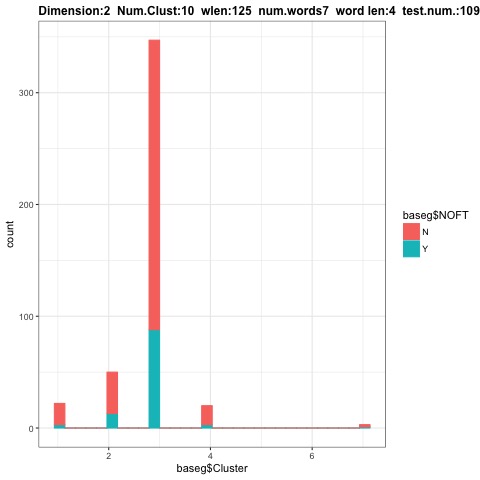 Dimension:2 Num.Clust:10 wlen:125 num.words7 word len:4 test.num.:109
300
200
100
0
count
2 4 6
baseg$Cluster
baseg$NOFT
N
Y